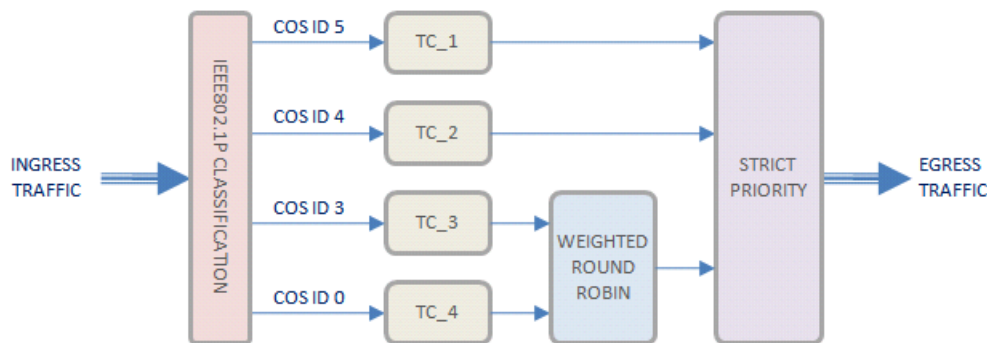 INGRESS
TRAFFIC
IEEE802.1P CLASSIFICATION
COS ID 5
TC_1
COS ID 4
TC_2
COS ID 3
TC_3
COS ID 0
TC_4
WEIGHTED
ROUND
ROBIN
STRICT
PRIORITY
EGRESS
TRAFFIC